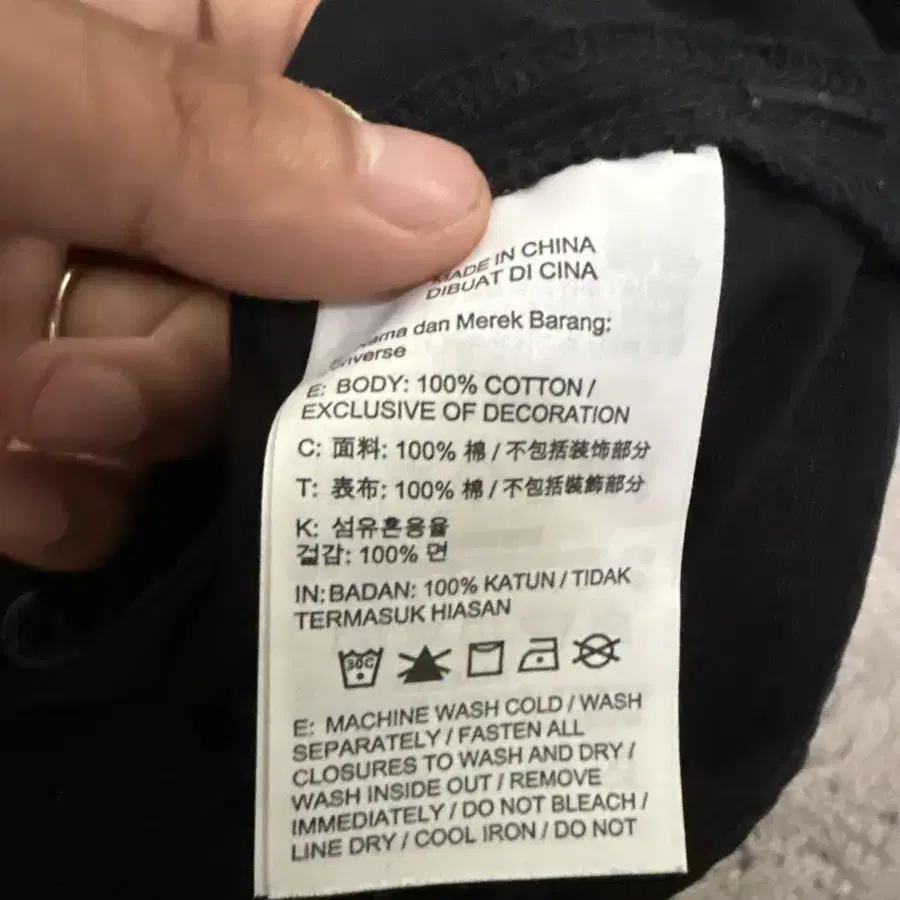 MADE IN CHINA
DIBUAT DI CINA
dan Merek Barang:
E: BODY: 100% COTTON /
EXCLUSIVE OF DECORATION
C: 面料: 100% 棉 / 不包括装饰部分
T: 表布: 100% 棉 / 不包括裝飾部分
K: 섬유혼용율
겉감: 100% 면
IN: BADAN: 100% KATUN / TIDAK
TERMASUK HIASAN
30C
E: MACHINE WASH COLD / WASH
SEPARATELY / FASTEN ALL
CLOSURES TO WASH AND DRY /
WASH INSIDE OUT / REMOVE
IMMEDIATELY / DO NOT BLEACH /
LINE DRY / COOL IRON / DO NOT